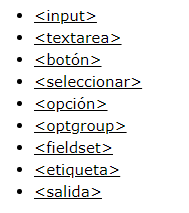 <input>
<textarea>
<botón>
<seleccionar>
<opción>
<optgroup>
<fieldset>
<etiqueta>
<salida>